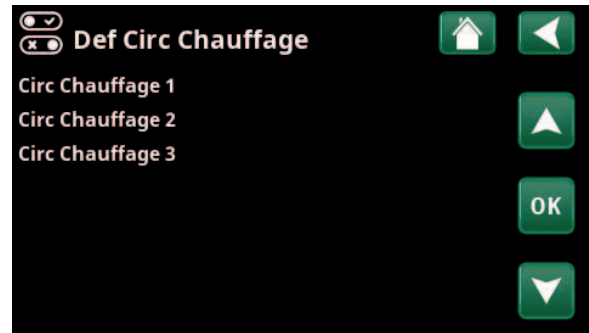 Def Circ Chauffage
Circ Chauffage 1
Circ Chauffage 2
Circ Chauffage 3
OK